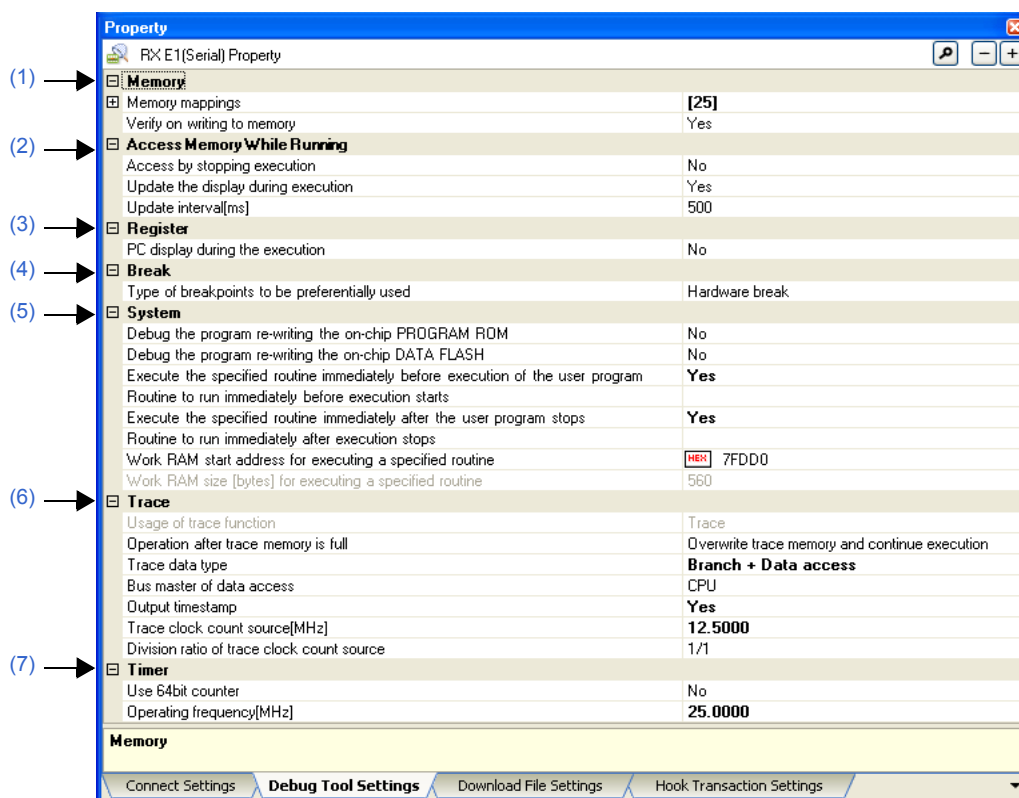 Property
RX E1(Serial) Property
(1) Memory
Memory mappings [25]
Verify on writing to memory Yes
(2) Access Memory While Running
Access by stopping execution No
Update the display during execution Yes
Update interval[ms] 500
(3) Register
PC display during the execution No
(4) Break
Type of breakpoints to be preferentially used Hardware break
(5) System
Debug the program re-writing the on-chip PROGRAM ROM No
Debug the program re-writing the on-chip DATA FLASH No
Execute the specified routine immediately before execution of the user program Yes
Routine to run immediately before execution starts
Execute the specified routine immediately after the user program stops Yes
Routine to run immediately after execution stops
Work RAM start address for executing a specified routine HEX 7FDD0
Work RAM size [bytes] for executing a specified routine 560
(6) Trace
Usage of trace function Trace
Operation after trace memory is full Overwrite trace memory and continue execution
Trace data type Branch + Data access
Bus master of data access CPU
Output timestamp Yes
Trace clock count source[MHz] 12.5000
Division ratio of trace clock count source 1/1
(7) Timer
Use 64bit counter No
Operating frequency[MHz] 25.0000
Memory
Connect Settings Debug Tool Settings Download File Settings Hook Transaction Settings